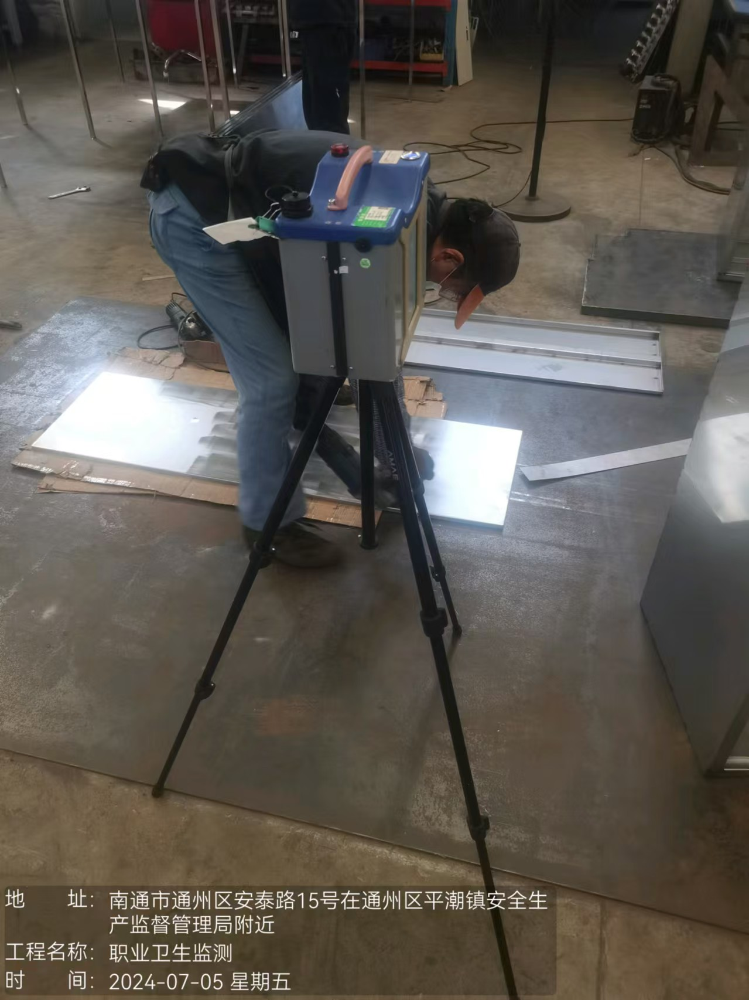 地 址：南通市通州区安泰路15号在通州区平潮镇安全生
产监督管理局附近
工程名称：职业卫生监测
时 间：2024-07-05 星期五